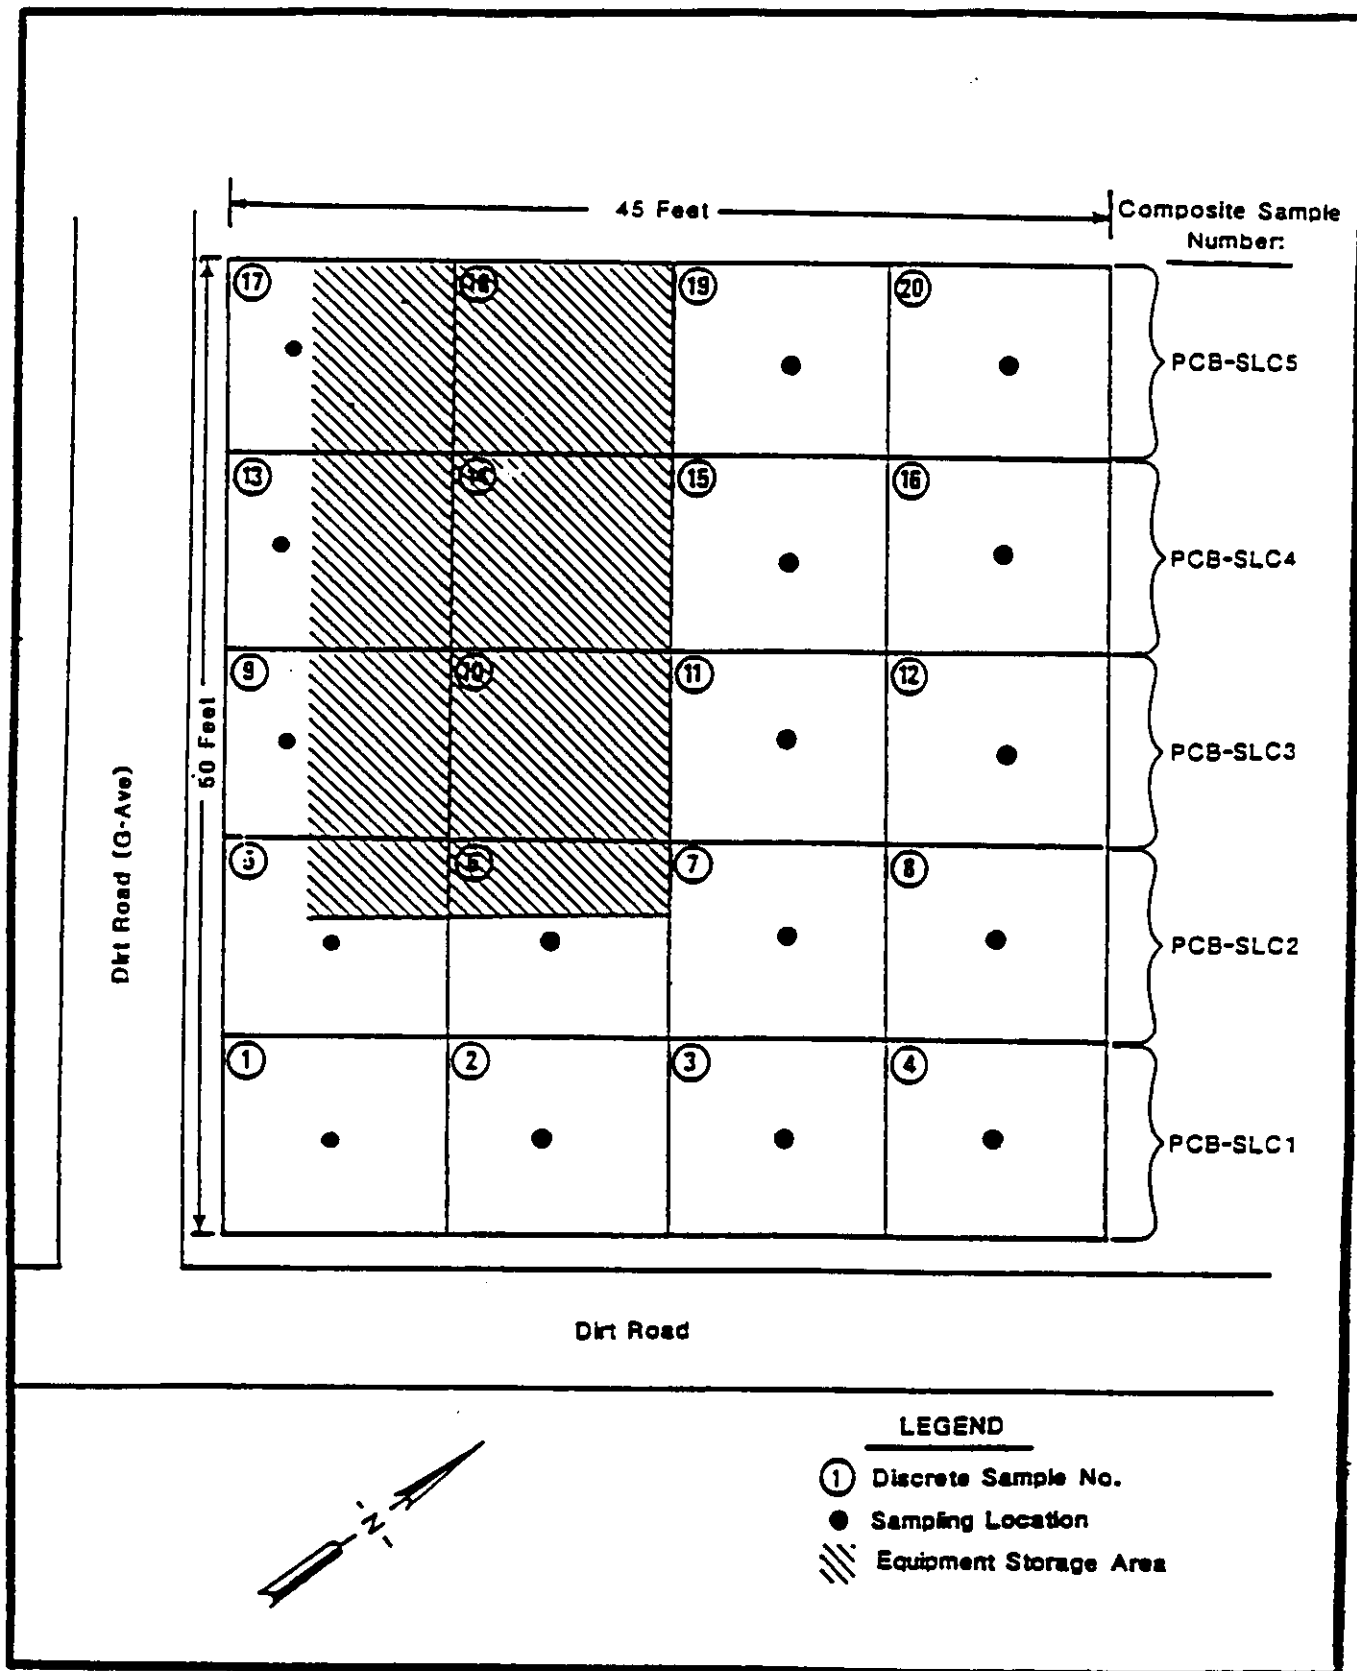 45 Feet
Composite Sample
Number:
17
18
19
20
PCB-SLC5
13
14
15
16
PCB-SLC4
9
10
11
12
PCB-SLC3
50 Feet
Dirt Road (G-Ave)
5
6
7
8
PCB-SLC2
1
2
3
4
PCB-SLC1
Dirt Road
LEGEND
1 Discrete Sample No.
Sampling Location
Equipment Storage Area
N